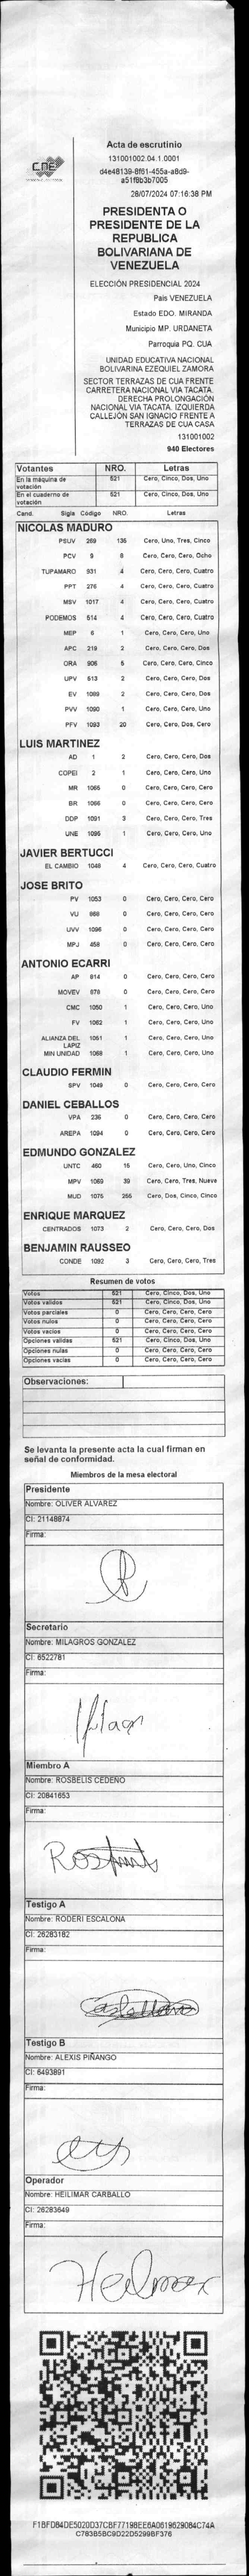 CNE
Acta de escrutinio
131001002.04.1.0001
d4e48139-8f61-455a-a8d9-
a51f8b3b7005
28/07/2024 07:16:38 PM
PRESIDENTA O
PRESIDENTE DE LA
REPUBLICA
BOLIVARIANA DE
VENEZUELA
ELECCIÓN PRESIDENCIAL 2024
País VENEZUELA
Estado EDO. MIRANDA
Municipio MP. URDANETA
Parroquia PQ. CUA
UNIDAD EDUCATIVA NACIONAL
BOLIVARINA EZEQUIEL ZAMORA
SECTOR TERRAZAS DE CUA FRENTE
CARRETERA NACIONAL VIA TACATA.
DERECHA PROLONGACIÓN
NACIONAL VIA TACATA. IZQUIERDA
CALLEJÓN SAN IGNACIO FRENTE A
TERRAZAS DE CUA CASA
131001002
940 Electores
Votantes NRO. Letras
En la máquina de votación 521 Cero, Cinco, Dos, Uno
En el cuaderno de votación 521 Cero, Cinco, Dos, Uno
Cand. Sigla Código NRO. Letras
NICOLAS MADURO
PSUV 269 135 Cero, Uno, Tres, Cinco
PCV 9 8 Cero, Cero, Cero, Ocho
TUPAMARO 931 4 Cero, Cero, Cero, Cuatro
PPT 276 4 Cero, Cero, Cero, Cuatro
MSV 1017 4 Cero, Cero, Cero, Cuatro
PODEMOS 514 4 Cero, Cero, Cero, Cuatro
MEP 6 1 Cero, Cero, Cero, Uno
APC 219 2 Cero, Cero, Cero, Dos
ORA 906 5 Cero, Cero, Cero, Cinco
UPV 513 2 Cero, Cero, Cero, Dos
EV 1089 2 Cero, Cero, Cero, Dos
PVV 1090 1 Cero, Cero, Cero, Uno
PFV 1093 20 Cero, Cero, Dos, Cero
LUIS MARTINEZ
AD 1 2 Cero, Cero, Cero, Dos
COPEI 2 1 Cero, Cero, Cero, Uno
MR 1065 0 Cero, Cero, Cero, Cero
BR 1066 0 Cero, Cero, Cero, Cero
DDP 1091 3 Cero, Cero, Cero, Tres
UNE 1095 1 Cero, Cero, Cero, Uno
JAVIER BERTUCCI
EL CAMBIO 1048 4 Cero, Cero, Cero, Cuatro
JOSE BRITO
PV 1053 0 Cero, Cero, Cero, Cero
VU 868 0 Cero, Cero, Cero, Cero
UVV 1096 0 Cero, Cero, Cero, Cero
MPJ 458 0 Cero, Cero, Cero, Cero
ANTONIO ECARRI
AP 814 0 Cero, Cero, Cero, Cero
MOVEV 678 0 Cero, Cero, Cero, Cero
CMC 1050 1 Cero, Cero, Cero, Uno
FV 1062 1 Cero, Cero, Cero, Uno
ALIANZA DEL LAPIZ 1051 1 Cero, Cero, Cero, Uno
MIN UNIDAD 1068 1 Cero, Cero, Cero, Uno
CLAUDIO FERMIN
SPV 1049 0 Cero, Cero, Cero, Cero
DANIEL CEBALLOS
VPA 236 0 Cero, Cero, Cero, Cero
AREPA 1094 0 Cero, Cero, Cero, Cero
EDMUNDO GONZALEZ
UNTC 460 15 Cero, Cero, Uno, Cinco
MPV 1069 39 Cero, Cero, Tres, Nueve
MUD 1075 255 Cero, Dos, Cinco, Cinco
ENRIQUE MARQUEZ
CENTRADOS 1073 2 Cero, Cero, Cero, Dos
BENJAMIN RAUSSEO
CONDE 1092 3 Cero, Cero, Cero, Tres
Resumen de votos
Votos 521 Cero, Cinco, Dos, Uno
Votos validos 521 Cero, Cinco, Dos, Uno
Votos parciales 0 Cero, Cero, Cero, Cero
Votos nulos 0 Cero, Cero, Cero, Cero
Votos vacios 0 Cero, Cero, Cero, Cero
Opciones validas 521 Cero, Cinco, Dos, Uno
Opciones nulas 0 Cero, Cero, Cero, Cero
Opciones vacias 0 Cero, Cero, Cero, Cero
Observaciones:
Se levanta la presente acta la cual firman en
señal de conformidad.
Miembros de la mesa electoral
Presidente
Nombre: OLIVER ALVAREZ
CI: 21148874
Firma:
Secretario
Nombre: MILAGROS GONZALEZ
CI: 6522781
Firma:
Milagr
Miembro A
Nombre: ROSBELIS CEDEÑO
CI: 20841653
Firma:
Testigo A
Nombre: RODERI ESCALONA
CI: 26283182
Firma:
Testigo B
Nombre: ALEXIS PIÑANGO
CI: 6493891
Firma:
Operador
Nombre: HEILIMAR CARBALLO
CI: 26283649
Firma:
Heilmar
F1BFD84DE5020D37CBF77198EE6A0619629084C74A
C783B5BC9D22D5299BF376